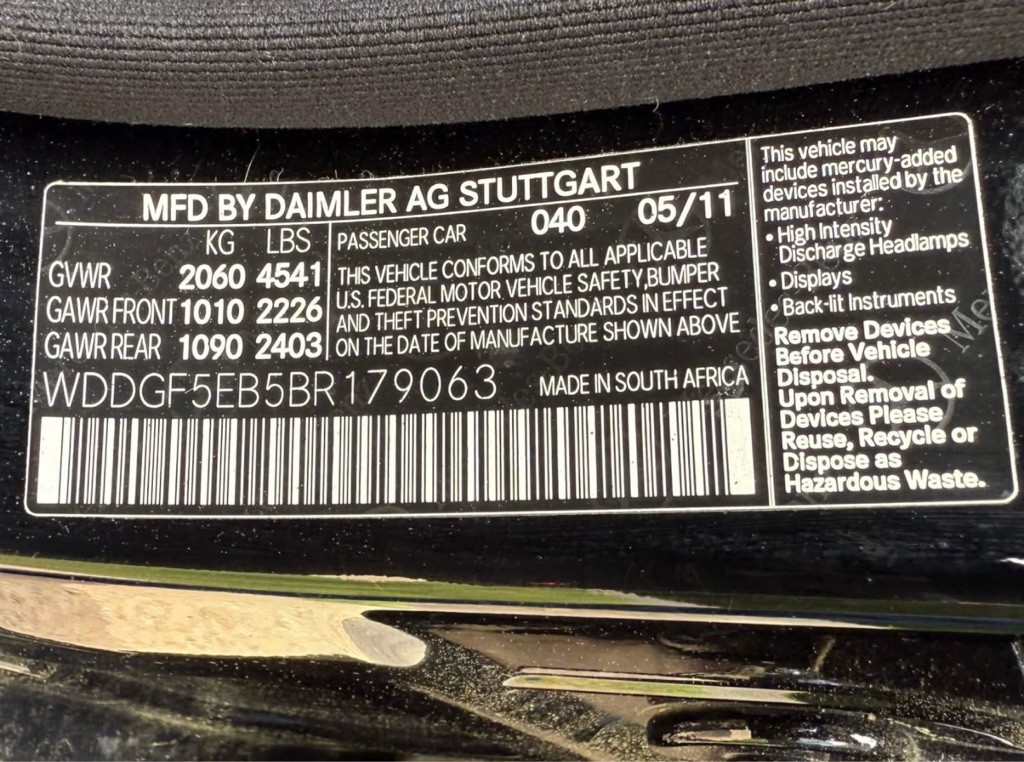 MFD BY DAIMLER AG STUTTGART
KG LBS
GVWR 2060 4541
GAWR FRONT 1010 2226
GAWR REAR 1090 2403
PASSENGER CAR 040 05/11
THIS VEHICLE CONFORMS TO ALL APPLICABLE
U.S. FEDERAL MOTOR VEHICLE SAFETY,BUMPER
AND THEFT PREVENTION STANDARDS IN EFFECT
ON THE DATE OF MANUFACTURE SHOWN ABOVE
WDDGF5EB5BR179063 MADE IN SOUTH AFRICA
This vehicle may
include mercury-added
devices installed by the
manufacturer:
• High Intensity
Discharge Headlamps
• Displays
• Back-lit Instruments
Remove Devices
Before Vehicle
Disposal.
Upon Removal of
Devices Please
Reuse, Recycle or
Dispose as
Hazardous Waste.